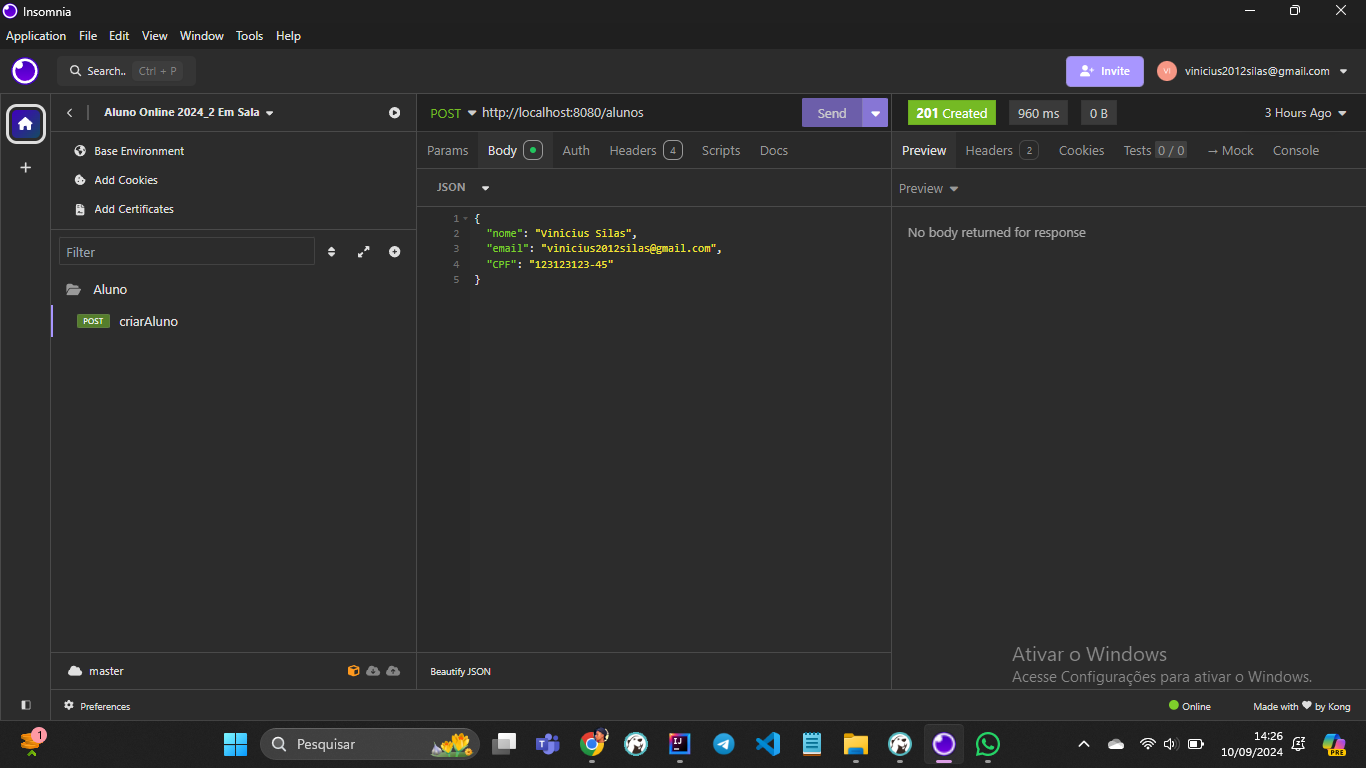 Insomnia
Application File Edit View Window Tools Help
Search.. Ctrl + P
Invite
VI vinicius2012silas@gmail.com
Aluno Online 2024_2 Em Sala
POST http://localhost:8080/alunos Send
201 Created 960 ms 0 B 3 Hours Ago
Base Environment
Add Cookies
Add Certificates
Params Body Auth Headers 4 Scripts Docs
Preview Headers 2 Cookies Tests 0 / 0 → Mock Console
JSON
Preview
1 {
2 "nome": "Vinicius Silas",
3 "email": "vinicius2012silas@gmail.com",
4 "CPF": "123123123-45"
5 }
No body returned for response
Filter
Aluno
POST criarAluno
Ativar o Windows
Acesse Configurações para ativar o Windows.
master
Beautify JSON
Preferences
Online
Made with ❤ by Kong
1
Pesquisar
14:26
10/09/2024
PRE